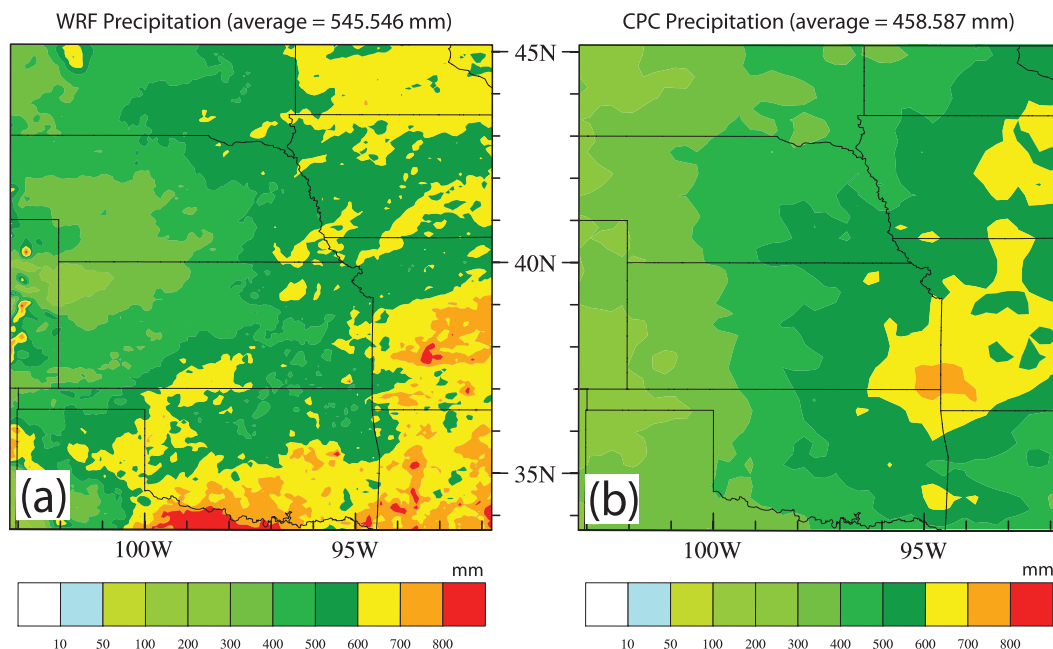 WRF Precipitation (average = 545.546 mm)
CPC Precipitation (average = 458.587 mm)
45N
40N
35N
(a)
(b)
100W 95W
100W 95W
mm
mm
10 50 100 200 300 400 500 600 700 800
10 50 100 200 300 400 500 600 700 800